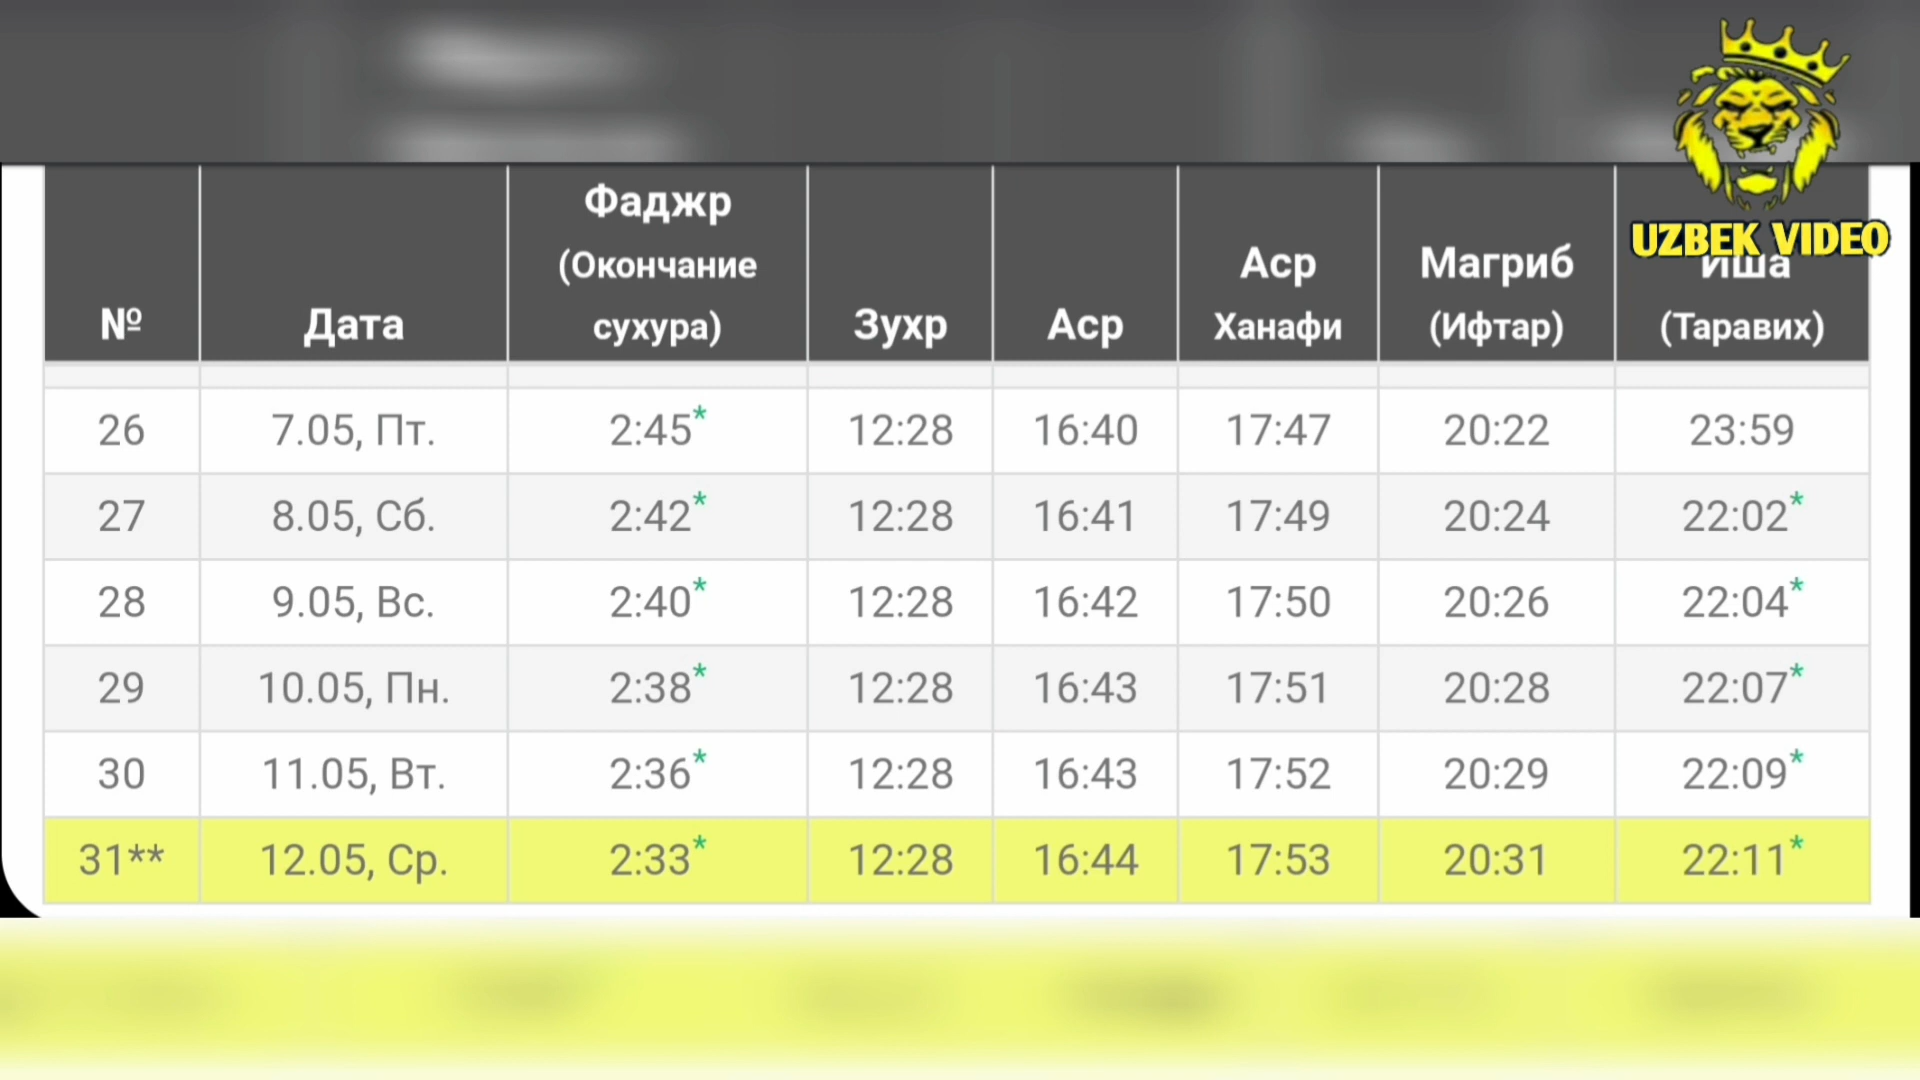 UZBEK VIDEO
№ Дата Фаджр (Окончание сухура) Зухр Аср Аср Ханафи Магриб (Ифтар) Иша (Таравих)
26 7.05, Пт. 2:45* 12:28 16:40 17:47 20:22 23:59
27 8.05, Сб. 2:42* 12:28 16:41 17:49 20:24 22:02*
28 9.05, Вс. 2:40* 12:28 16:42 17:50 20:26 22:04*
29 10.05, Пн. 2:38* 12:28 16:43 17:51 20:28 22:07*
30 11.05, Вт. 2:36* 12:28 16:43 17:52 20:29 22:09*
31** 12.05, Ср. 2:33* 12:28 16:44 17:53 20:31 22:11*